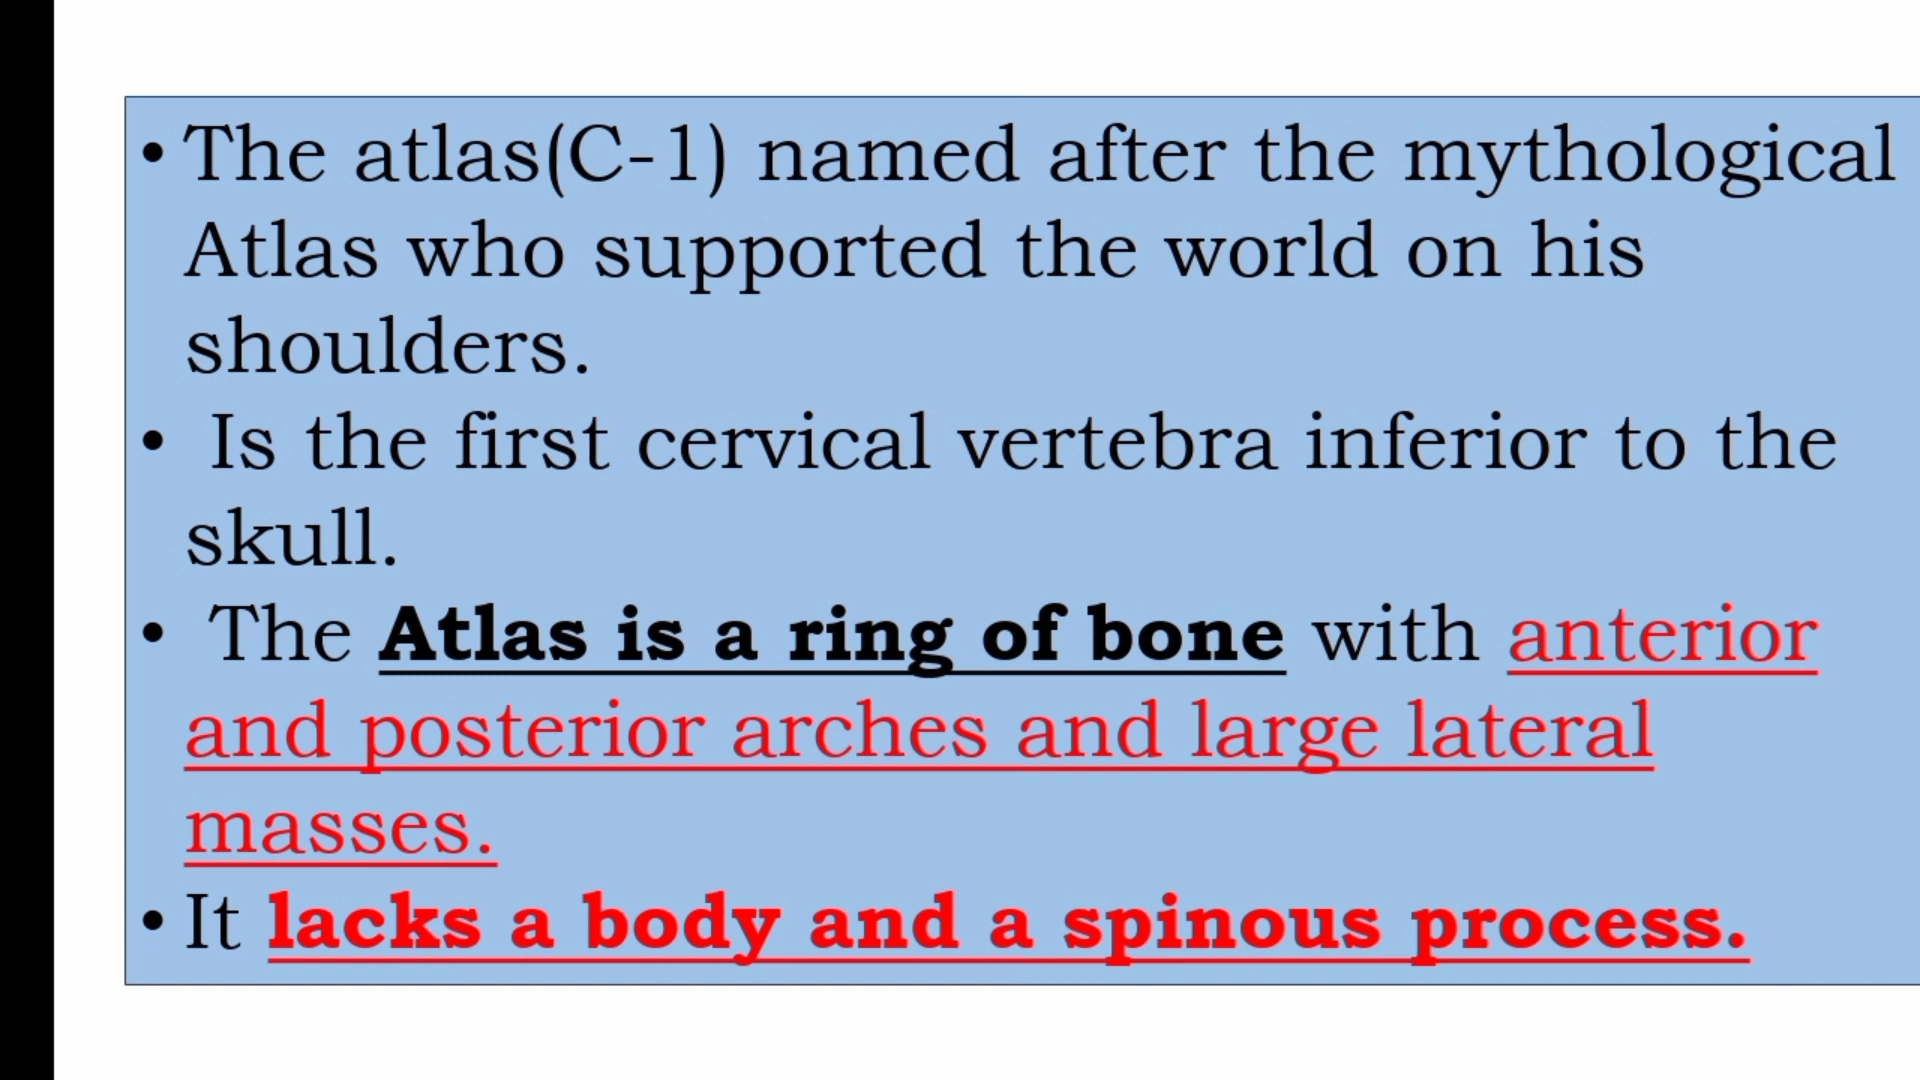 • The atlas(C-1) named after the mythological
Atlas who supported the world on his
shoulders.
• Is the first cervical vertebra inferior to the
skull.
• The Atlas is a ring of bone with anterior
and posterior arches and large lateral
masses.
• It lacks a body and a spinous process.